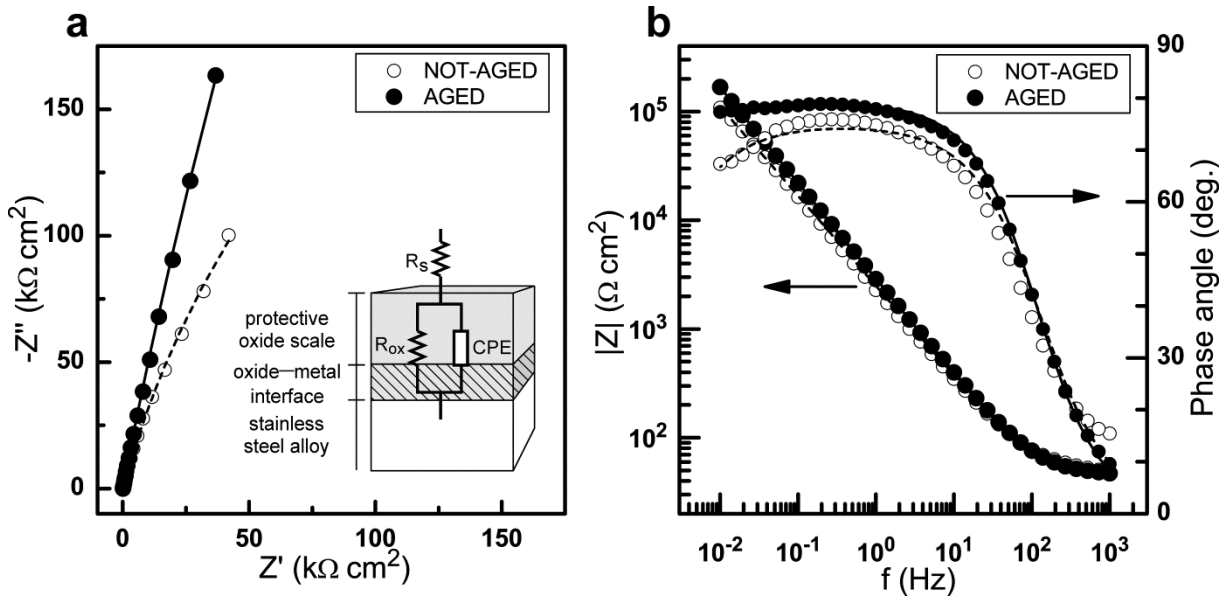 a
NOT-AGED
AGED
150
100
50
0
-Z'' (kΩ cm²)
0
50
100
150
Z' (kΩ cm²)
R_S
protective
oxide scale
R_ox
CPE
oxide—metal
interface
stainless
steel alloy
b
NOT-AGED
AGED
10⁵
10⁴
10³
10²
|Z| (Ω cm²)
90
60
30
0
Phase angle (deg.)
10⁻²
10⁻¹
10⁰
10¹
10²
10³
f (Hz)